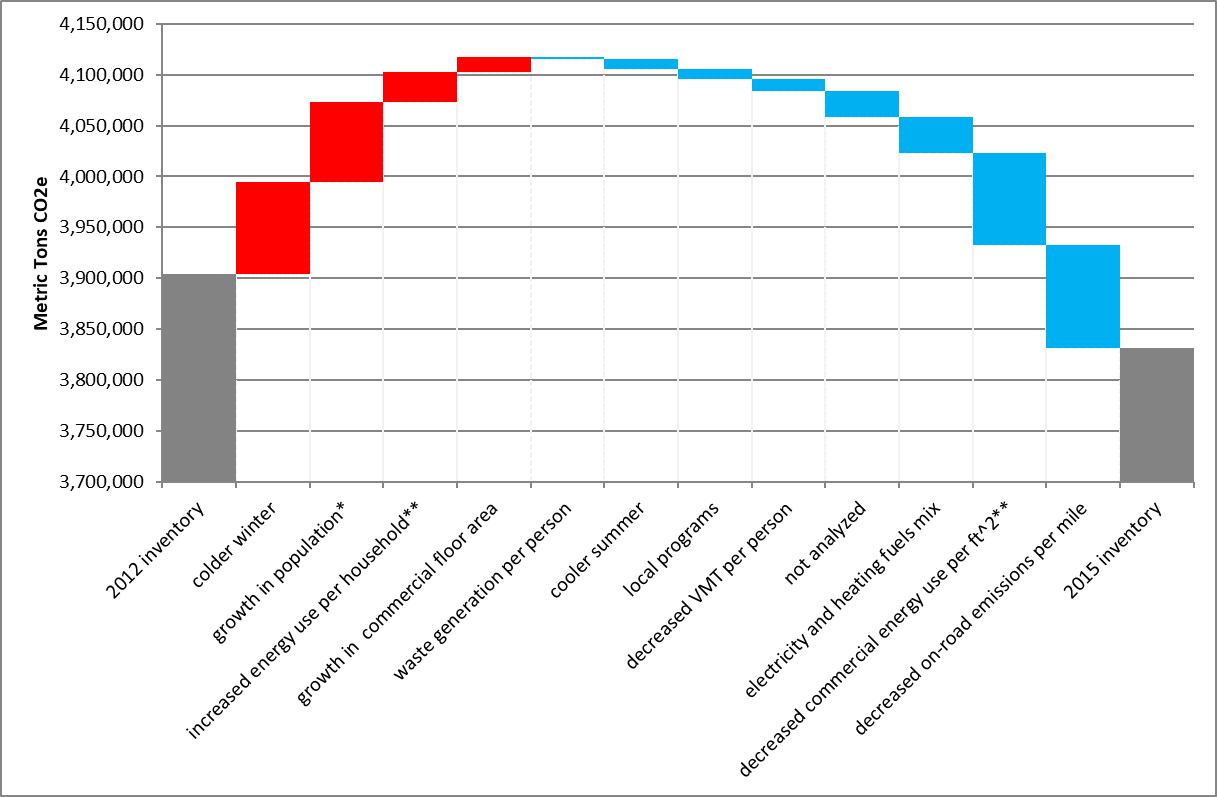 Metric Tons CO2e
4,150,000
4,100,000
4,050,000
4,000,000
3,950,000
3,900,000
3,850,000
3,800,000
3,750,000
3,700,000
2012 inventory
colder winter
growth in population*
increased energy use per household**
growth in  commercial floor area
waste generation per person
cooler summer
local programs
decreased VMT per person
not analyzed
electricity and heating fuels mix
decreased commercial energy use per ft^2**
decreased on-road emissions per mile
2015 inventory